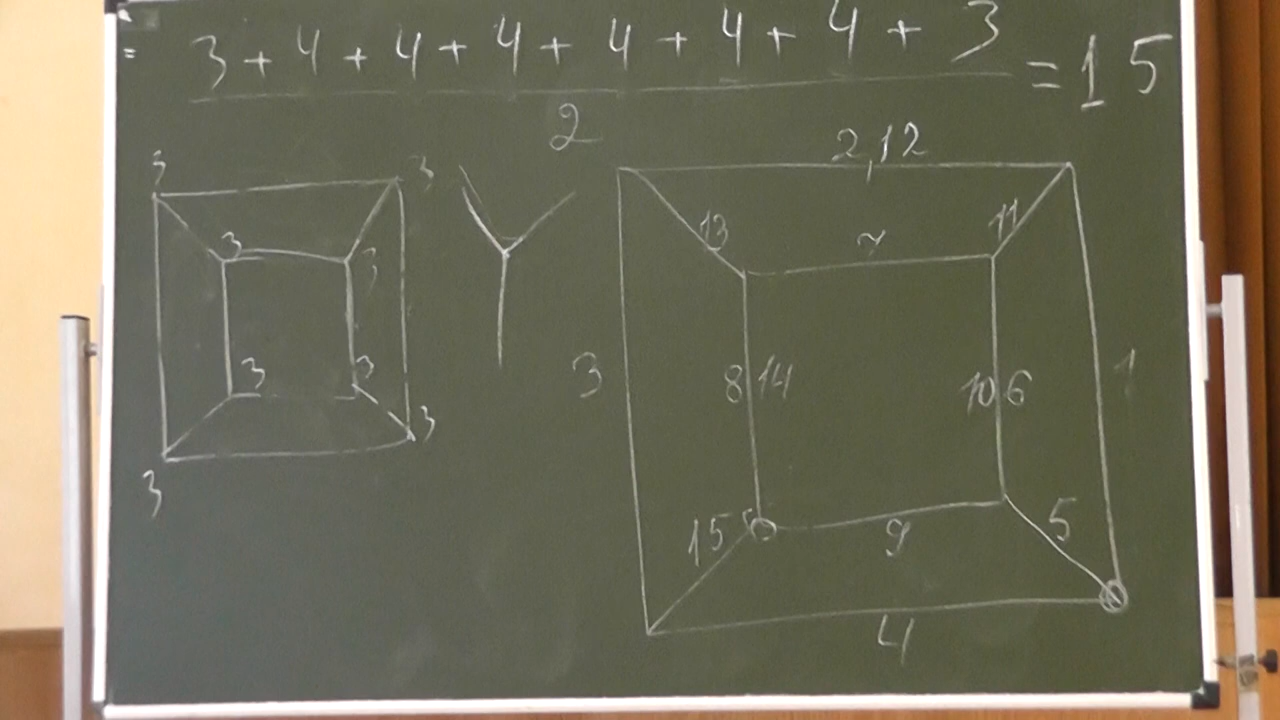 = 3 + 4 + 4 + 4 + 4 + 4 + 4 + 3 = 15
2
3 3
3 3
3 3
3 3
2,12
13 7 11
3 8 14 10 6 1
15 9 5
4